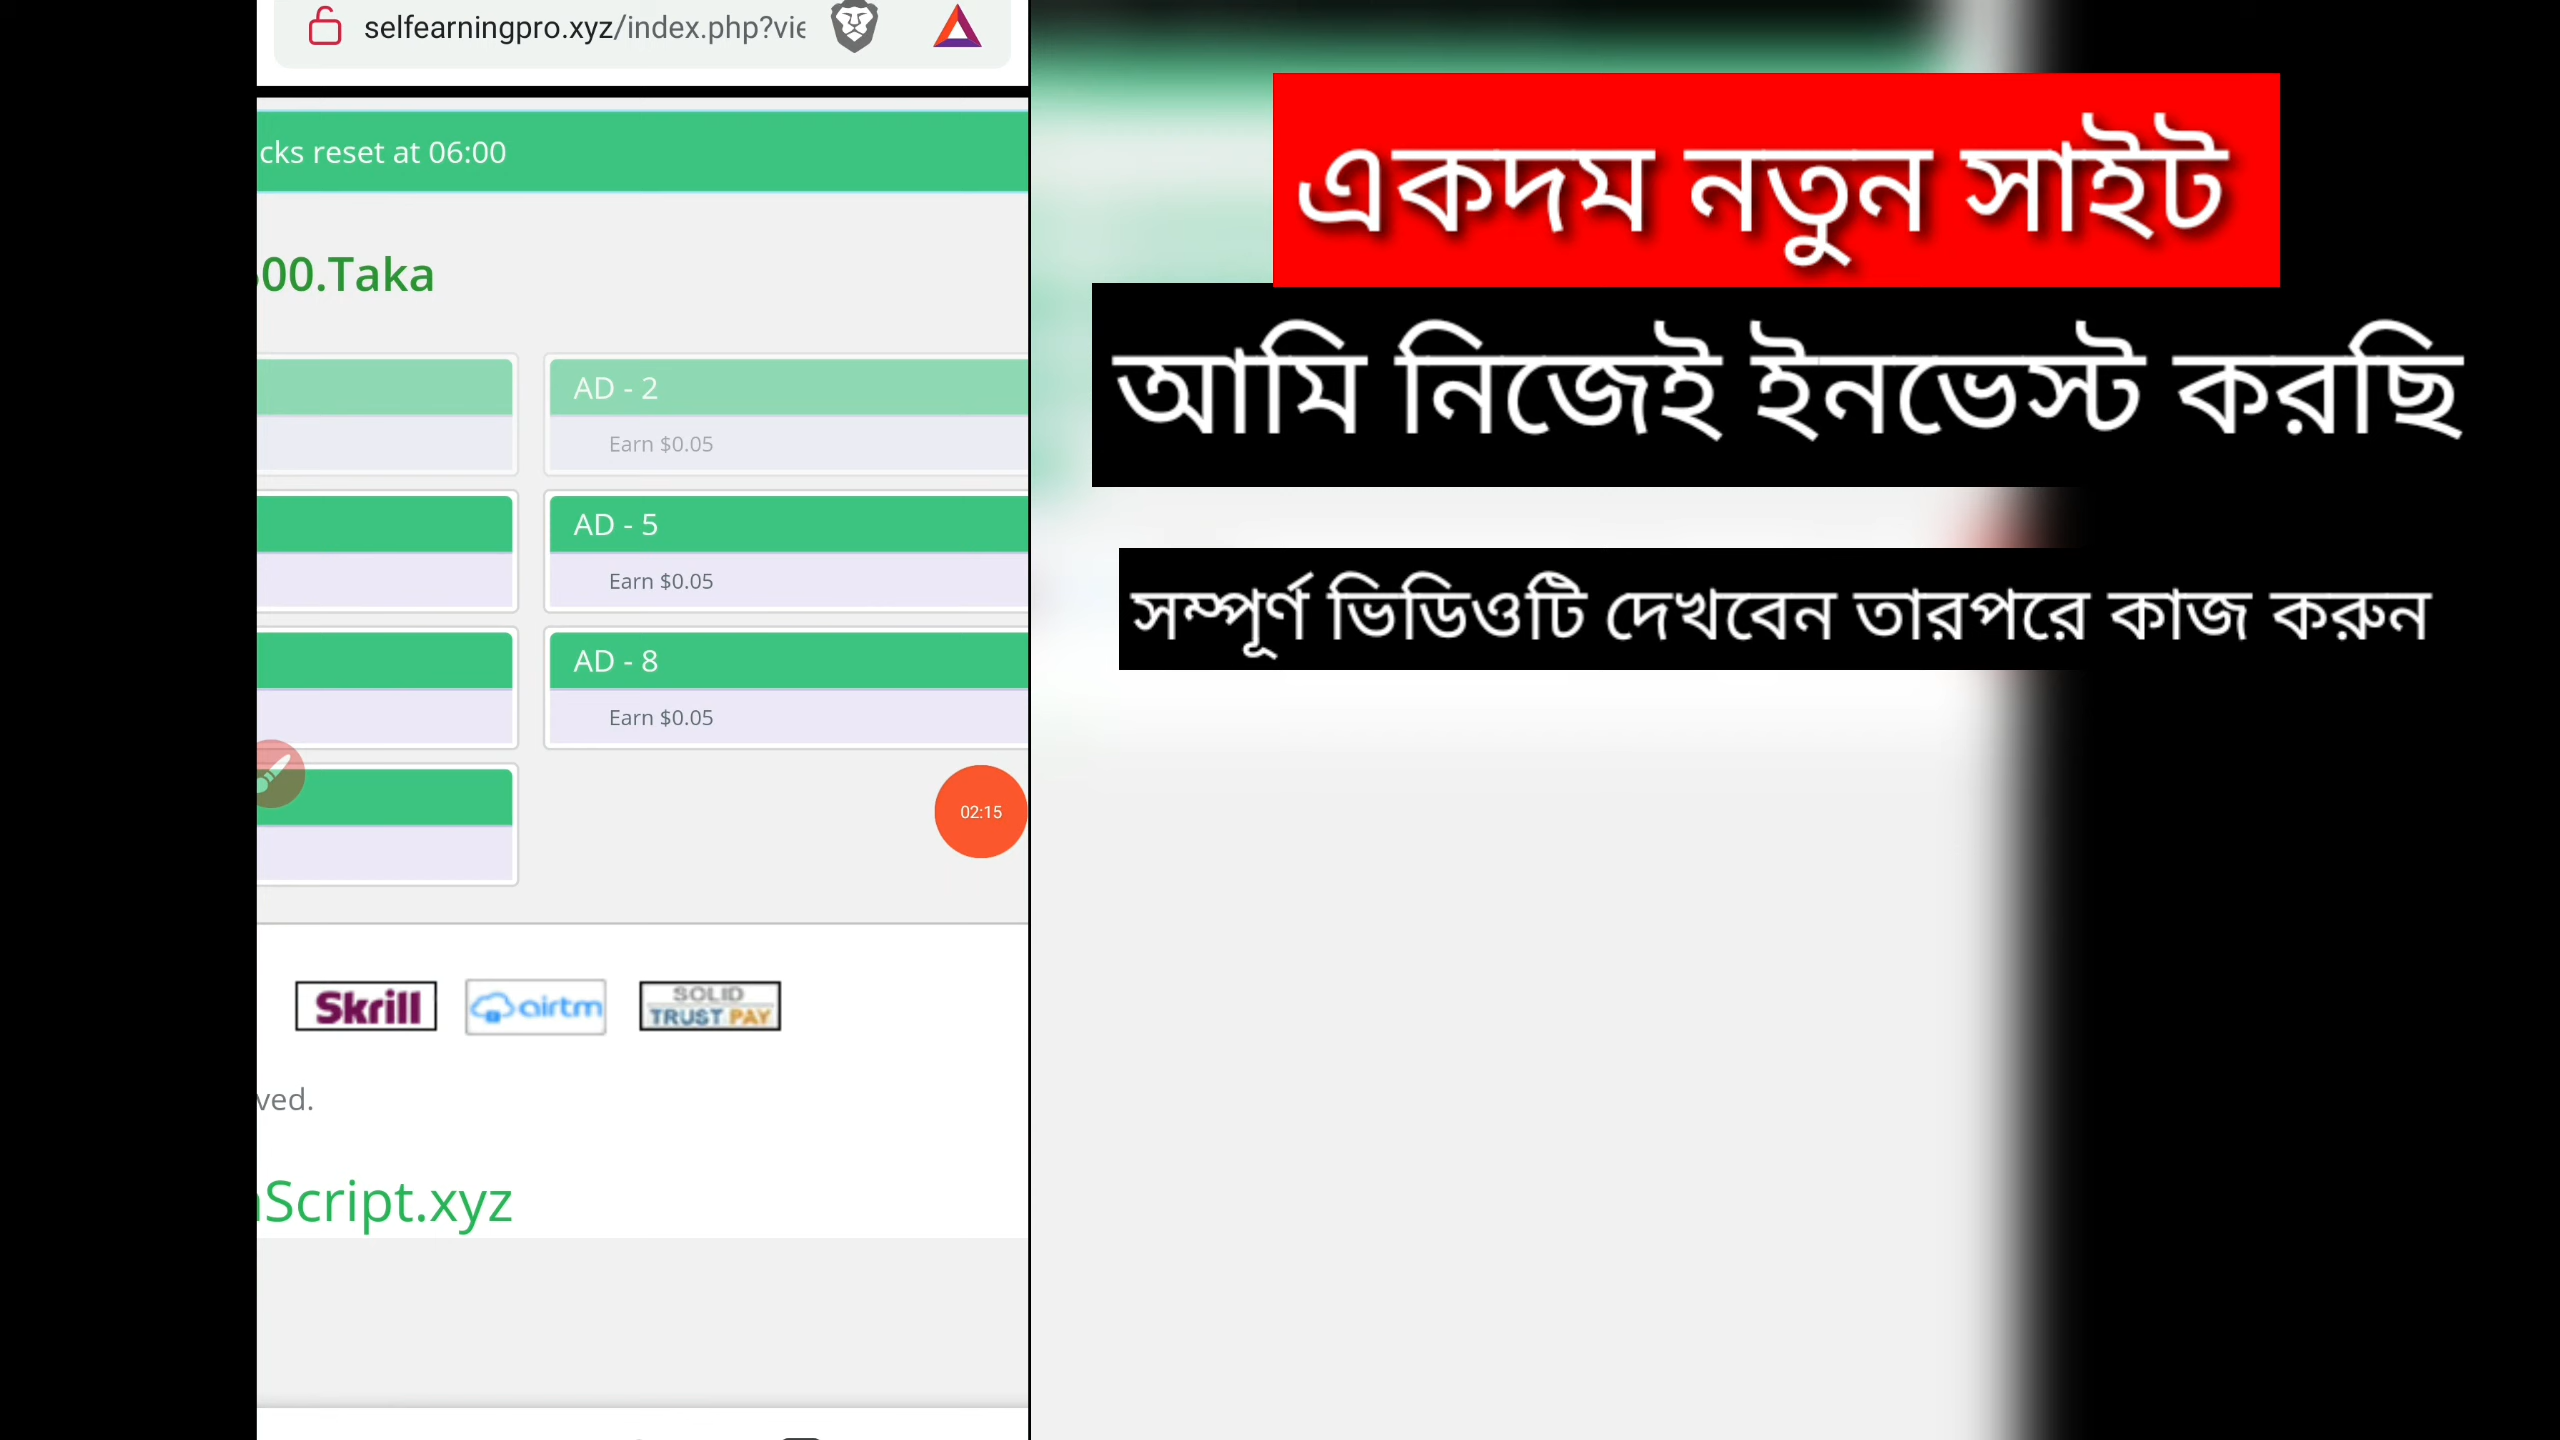 selfearningpro.xyz/index.php?vie
cks reset at 06:00
00.Taka
AD - 2
Earn $0.05
AD - 5
Earn $0.05
AD - 8
Earn $0.05
02:15
Skrill
airtm
SOLID
TRUST PAY
ved.
Script.xyz
একদম নতুন সাইট
আমি নিজেই ইনভেস্ট করছি
সম্পূর্ণ ভিডিওটি দেখবেন তারপরে কাজ করুন